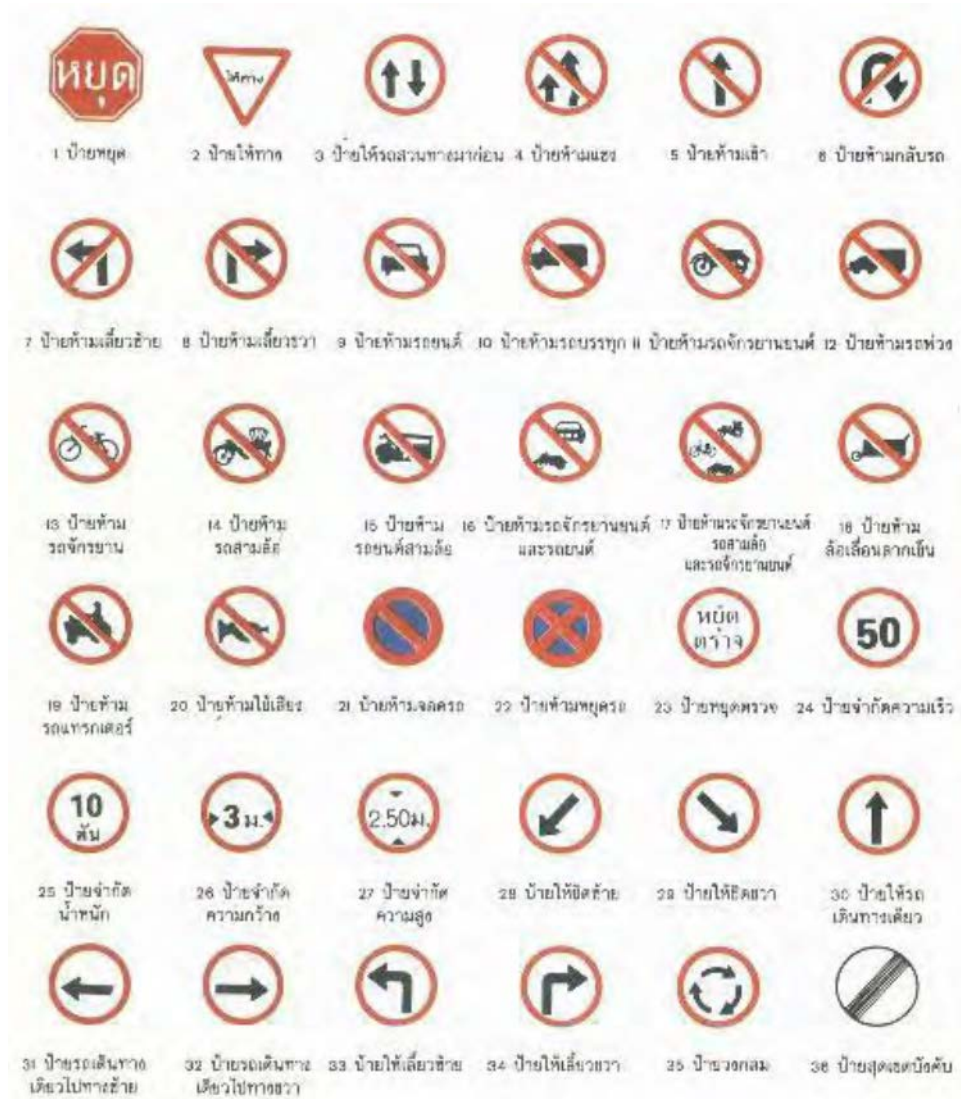 หยุด
ให้ทาง
1 ป้ายหยุด
2 ป้ายให้ทาง
3 ป้ายให้รถสวนทางมาก่อน
4 ป้ายห้ามแซง
5 ป้ายห้ามเข้า
6 ป้ายห้ามกลับรถ
7 ป้ายห้ามเลี้ยวซ้าย
8 ป้ายห้ามเลี้ยวขวา
9 ป้ายห้ามรถยนต์
10 ป้ายห้ามรถบรรทุก
11 ป้ายห้ามรถจักรยานยนต์
12 ป้ายห้ามรถพ่วง
13 ป้ายห้าม
รถจักรยาน
14 ป้ายห้าม
รถสามล้อ
15 ป้ายห้าม
รถยนต์สามล้อ
16 ป้ายห้ามรถจักรยานยนต์
และรถยนต์
17 ป้ายห้ามรถจักรยานยนต์
รถสามล้อ
และรถจักรยานยนต์
18 ป้ายห้าม
ล้อเลื่อนลากเข็น
หยุด
ตรวจ
50
19 ป้ายห้าม
รถแทรกเตอร์
20 ป้ายห้ามใช้เสียง
21 ป้ายห้ามจอดรถ
22 ป้ายห้ามหยุดรถ
23 ป้ายหยุดตรวจ
24 ป้ายจำกัดความเร็ว
10
ตัน
3 ม.
2.50ม.
25 ป้ายจำกัด
น้ำหนัก
26 ป้ายจำกัด
ความกว้าง
27 ป้ายจำกัด
ความสูง
28 ป้ายให้ชิดซ้าย
29 ป้ายให้ชิดขวา
30 ป้ายให้รถ
เดินทางเดียว
31 ป้ายรถเดินทาง
เดียวไปทางซ้าย
32 ป้ายรถเดินทาง
เดียวไปทางขวา
33 ป้ายให้เลี้ยวซ้าย
34 ป้ายให้เลี้ยวขวา
35 ป้ายวงกลม
36 ป้ายสุดเขตบังคับ